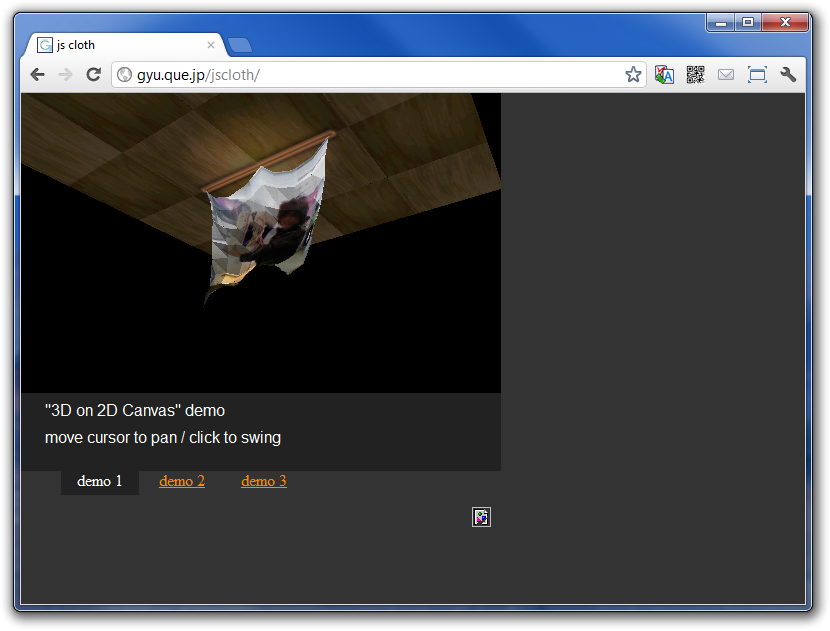 js cloth
gyu.que.jp/jscloth/
"3D on 2D Canvas" demo
move cursor to pan / click to swing
demo 1 demo 2 demo 3